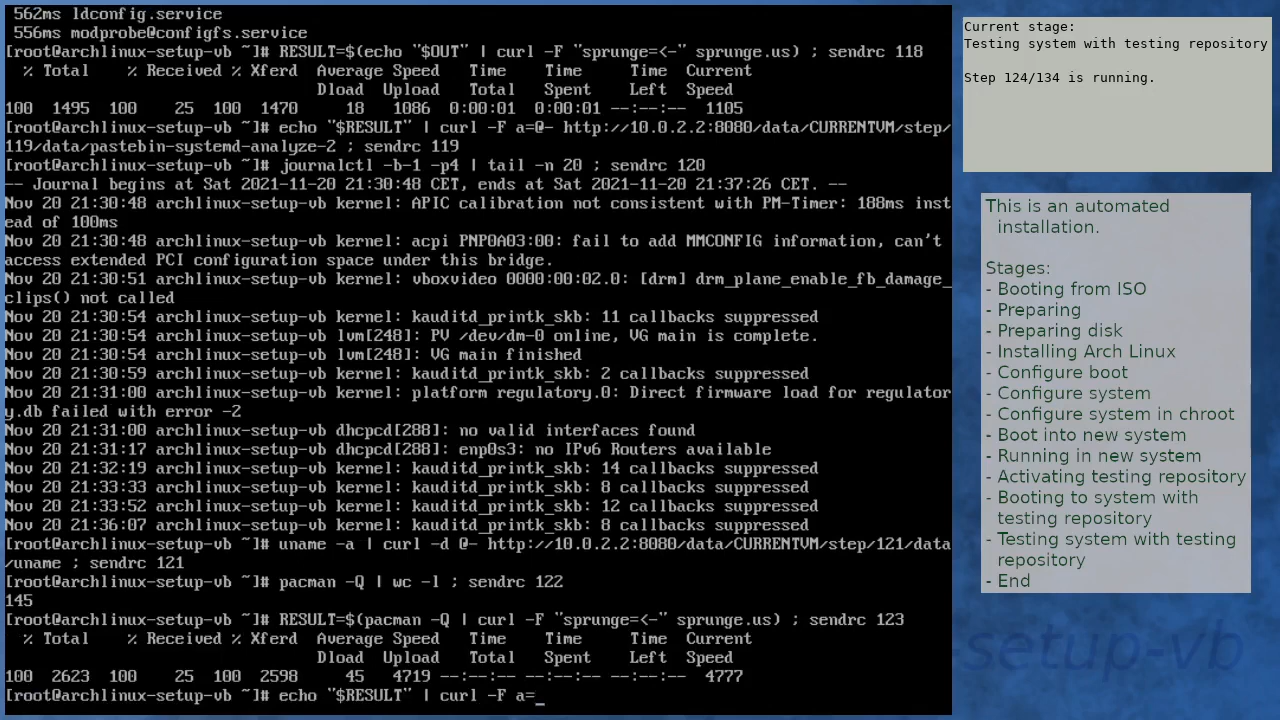 562ms ldconfig.service
 556ms modprobe@configfs.service
[root@archlinux-setup-vb ~]# RESULT=$(echo "$OUT" | curl -F "sprunge=<-" sprunge.us) ; sendrc 118
  % Total    % Received % Xferd  Average Speed   Time    Time     Time  Current
                                 Dload  Upload   Total   Spent    Left  Speed
100  1495  100    25  100  1470     18   1086  0:00:01  0:00:01 --:--:--  1105
[root@archlinux-setup-vb ~]# echo "$RESULT" | curl -F a=@- http://10.0.2.2:8080/data/CURRENTVM/step/
119/data/pastebin-systemd-analyze-2 ; sendrc 119
[root@archlinux-setup-vb ~]# journalctl -b-1 -p4 | tail -n 20 ; sendrc 120
-- Journal begins at Sat 2021-11-20 21:30:48 CET, ends at Sat 2021-11-20 21:37:26 CET. --
Nov 20 21:30:48 archlinux-setup-vb kernel: APIC calibration not consistent with PM-Timer: 188ms inst
ead of 100ms
Nov 20 21:30:48 archlinux-setup-vb kernel: acpi PNP0A03:00: fail to add MMCONFIG information, can't
access extended PCI configuration space under this bridge.
Nov 20 21:30:51 archlinux-setup-vb kernel: vboxvideo 0000:00:02.0: [drm] drm_plane_enable_fb_damage_
clips() not called
Nov 20 21:30:54 archlinux-setup-vb kernel: kauditd_printk_skb: 11 callbacks suppressed
Nov 20 21:30:54 archlinux-setup-vb lvm[248]: PV /dev/dm-0 online, VG main is complete.
Nov 20 21:30:54 archlinux-setup-vb lvm[248]: VG main finished
Nov 20 21:30:59 archlinux-setup-vb kernel: kauditd_printk_skb: 2 callbacks suppressed
Nov 20 21:31:00 archlinux-setup-vb kernel: platform regulatory.0: Direct firmware load for regulator
y.db failed with error -2
Nov 20 21:31:00 archlinux-setup-vb dhcpcd[288]: no valid interfaces found
Nov 20 21:31:17 archlinux-setup-vb dhcpcd[288]: enp0s3: no IPv6 Routers available
Nov 20 21:32:19 archlinux-setup-vb kernel: kauditd_printk_skb: 14 callbacks suppressed
Nov 20 21:33:33 archlinux-setup-vb kernel: kauditd_printk_skb: 8 callbacks suppressed
Nov 20 21:33:52 archlinux-setup-vb kernel: kauditd_printk_skb: 12 callbacks suppressed
Nov 20 21:36:07 archlinux-setup-vb kernel: kauditd_printk_skb: 8 callbacks suppressed
[root@archlinux-setup-vb ~]# uname -a | curl -d @- http://10.0.2.2:8080/data/CURRENTVM/step/121/data
/uname ; sendrc 121
[root@archlinux-setup-vb ~]# pacman -Q | wc -l ; sendrc 122
145
[root@archlinux-setup-vb ~]# RESULT=$(pacman -Q | curl -F "sprunge=<-" sprunge.us) ; sendrc 123
  % Total    % Received % Xferd  Average Speed   Time    Time     Time  Current
                                 Dload  Upload   Total   Spent    Left  Speed
100  2623  100    25  100  2598     45   4719 --:--:-- --:--:-- --:--:--  4777
[root@archlinux-setup-vb ~]# echo "$RESULT" | curl -F a=_
Current stage:
Testing system with testing repository
Step 124/134 is running.
This is an automated
installation.
Stages:
- Booting from ISO
- Preparing
- Preparing disk
- Installing Arch Linux
- Configure boot
- Configure system
- Configure system in chroot
- Boot into new system
- Running in new system
- Activating testing repository
- Booting to system with
testing repository
- Testing system with testing
repository
- End
-setup-vb